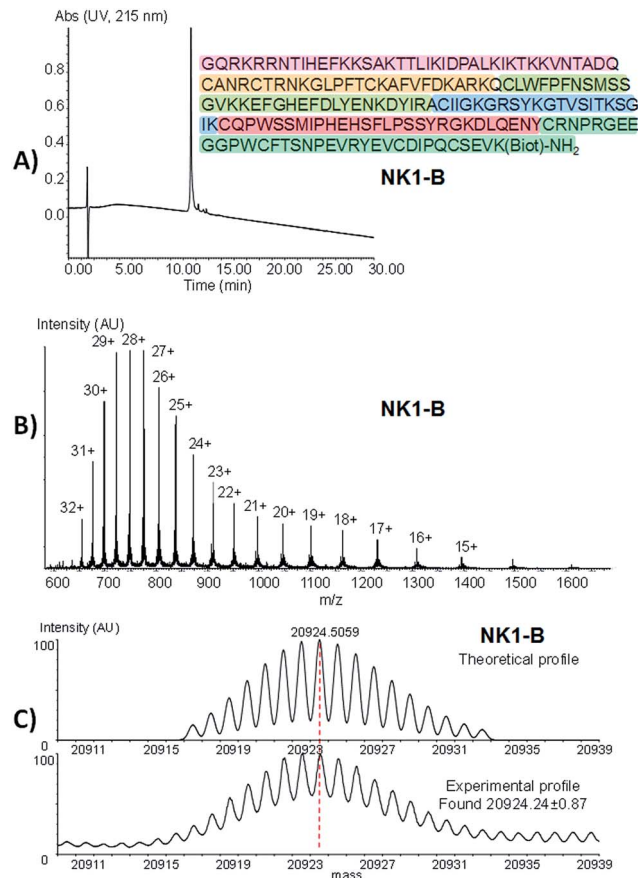 Abs (UV, 215 nm)
0.8
0.6
0.4
0.2
0.0
A)
GQRKRRNTIHEFKKSAKTTLIKIDPALKIKTKKVNTADQ
CANRCTRNKGLPFTCKAFVFDKARKQCLWFPFNSMSS
GVKKEFGHEFDLYENKDYIRACIIGKGRSYKGTVSITKSG
IKCQPWSSMIPHEHSFLPSSYRGKDLQENYCRNPRGEE
GGPWCFTSNPEVRYEVCDIPQCSEVK(Biot)-NH2
NK1-B
0.00 5.00 10.00 15.00 20.00 25.00 30.00
Time (min)
Intensity (AU)
B)
NK1-B
32+
31+
30+
29+
28+
27+
26+
25+
24+
23+
22+
21+
20+
19+
18+
17+
16+
15+
600 800 1000 1200 1300 1400 1600
m/z
Intensity (AU)
C)
20924.5059
NK1-B
Theoretical profile
100
0
20911 20915 20919 20923 20927 20931 20935 20939
100
Experimental profile
Found 20924.24±0.87
0
20911 20915 20919 20923 20927 20931 20935 20939
mass